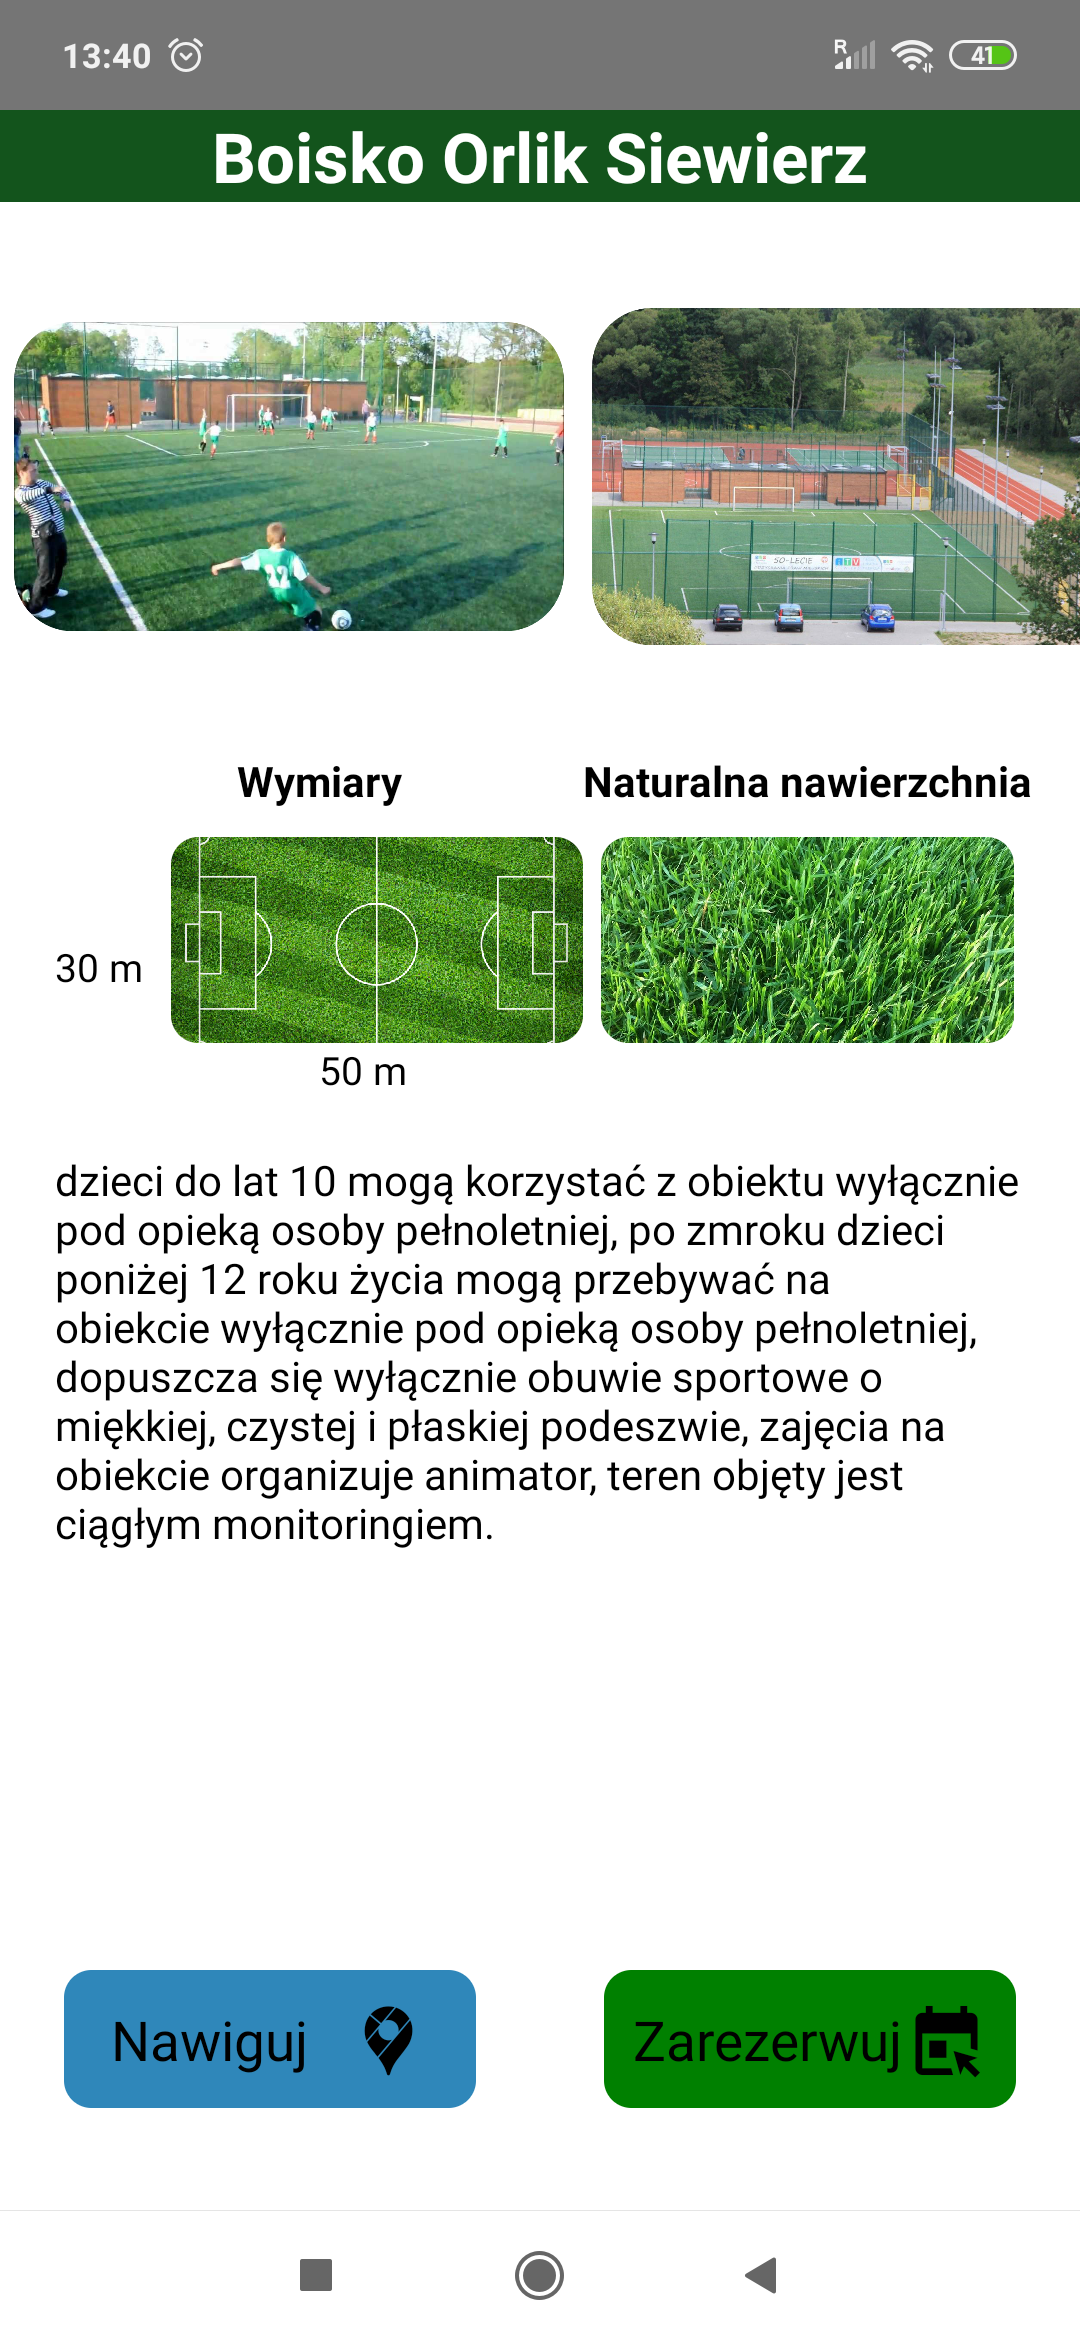 13:40
R
41
Boisko Orlik Siewierz
22
50-LECIE
TV
Wymiary
Naturalna nawierzchnia
30 m
50 m
dzieci do lat 10 mogą korzystać z obiektu wyłącznie
pod opieką osoby pełnoletniej, po zmroku dzieci
poniżej 12 roku życia mogą przebywać na
obiekcie wyłącznie pod opieką osoby pełnoletniej,
dopuszcza się wyłącznie obuwie sportowe o
miękkiej, czystej i płaskiej podeszwie, zajęcia na
obiekcie organizuje animator, teren objęty jest
ciągłym monitoringiem.
Nawiguj
Zarezerwuj